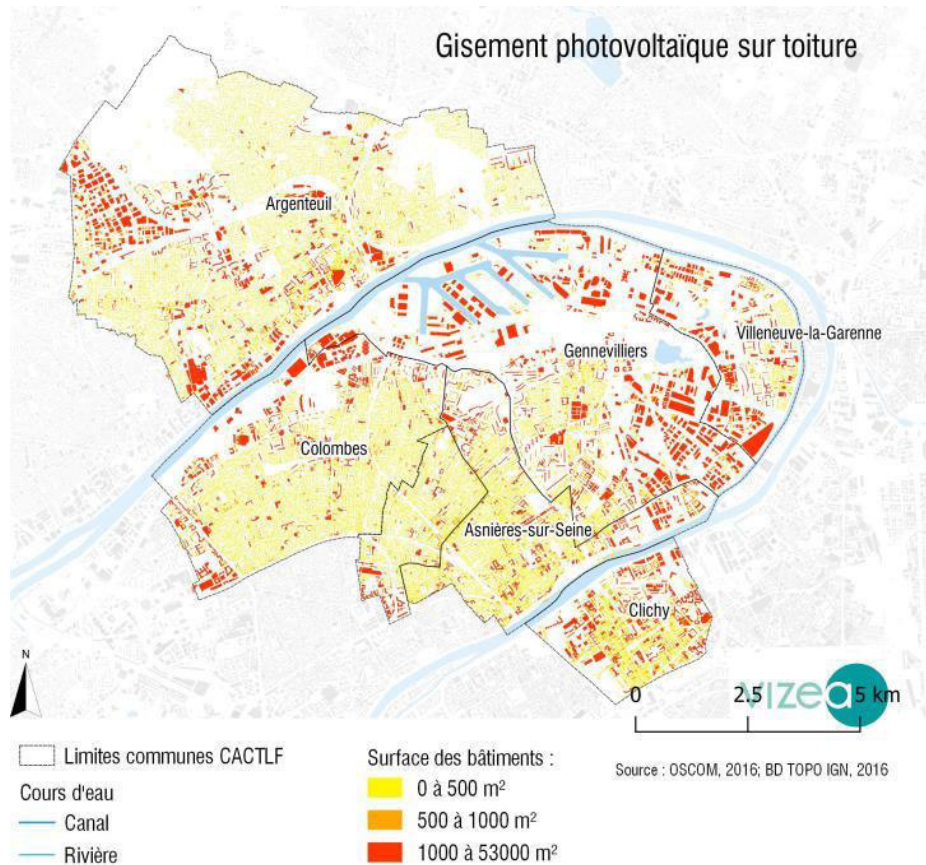 Gisement photovoltaïque sur toiture
Argenteuil
Villeneuve-la-Garenne
Gennevilliers
Colombes
Asnières-sur-Seine
Clichy
N
vizea
0 2.5 5 km
Limites communes CACTLF
Cours d'eau
Canal
Rivière
Surface des bâtiments :
0 à 500 m²
500 à 1000 m²
1000 à 53000 m²
Source : OSCOM, 2016; BD TOPO IGN, 2016